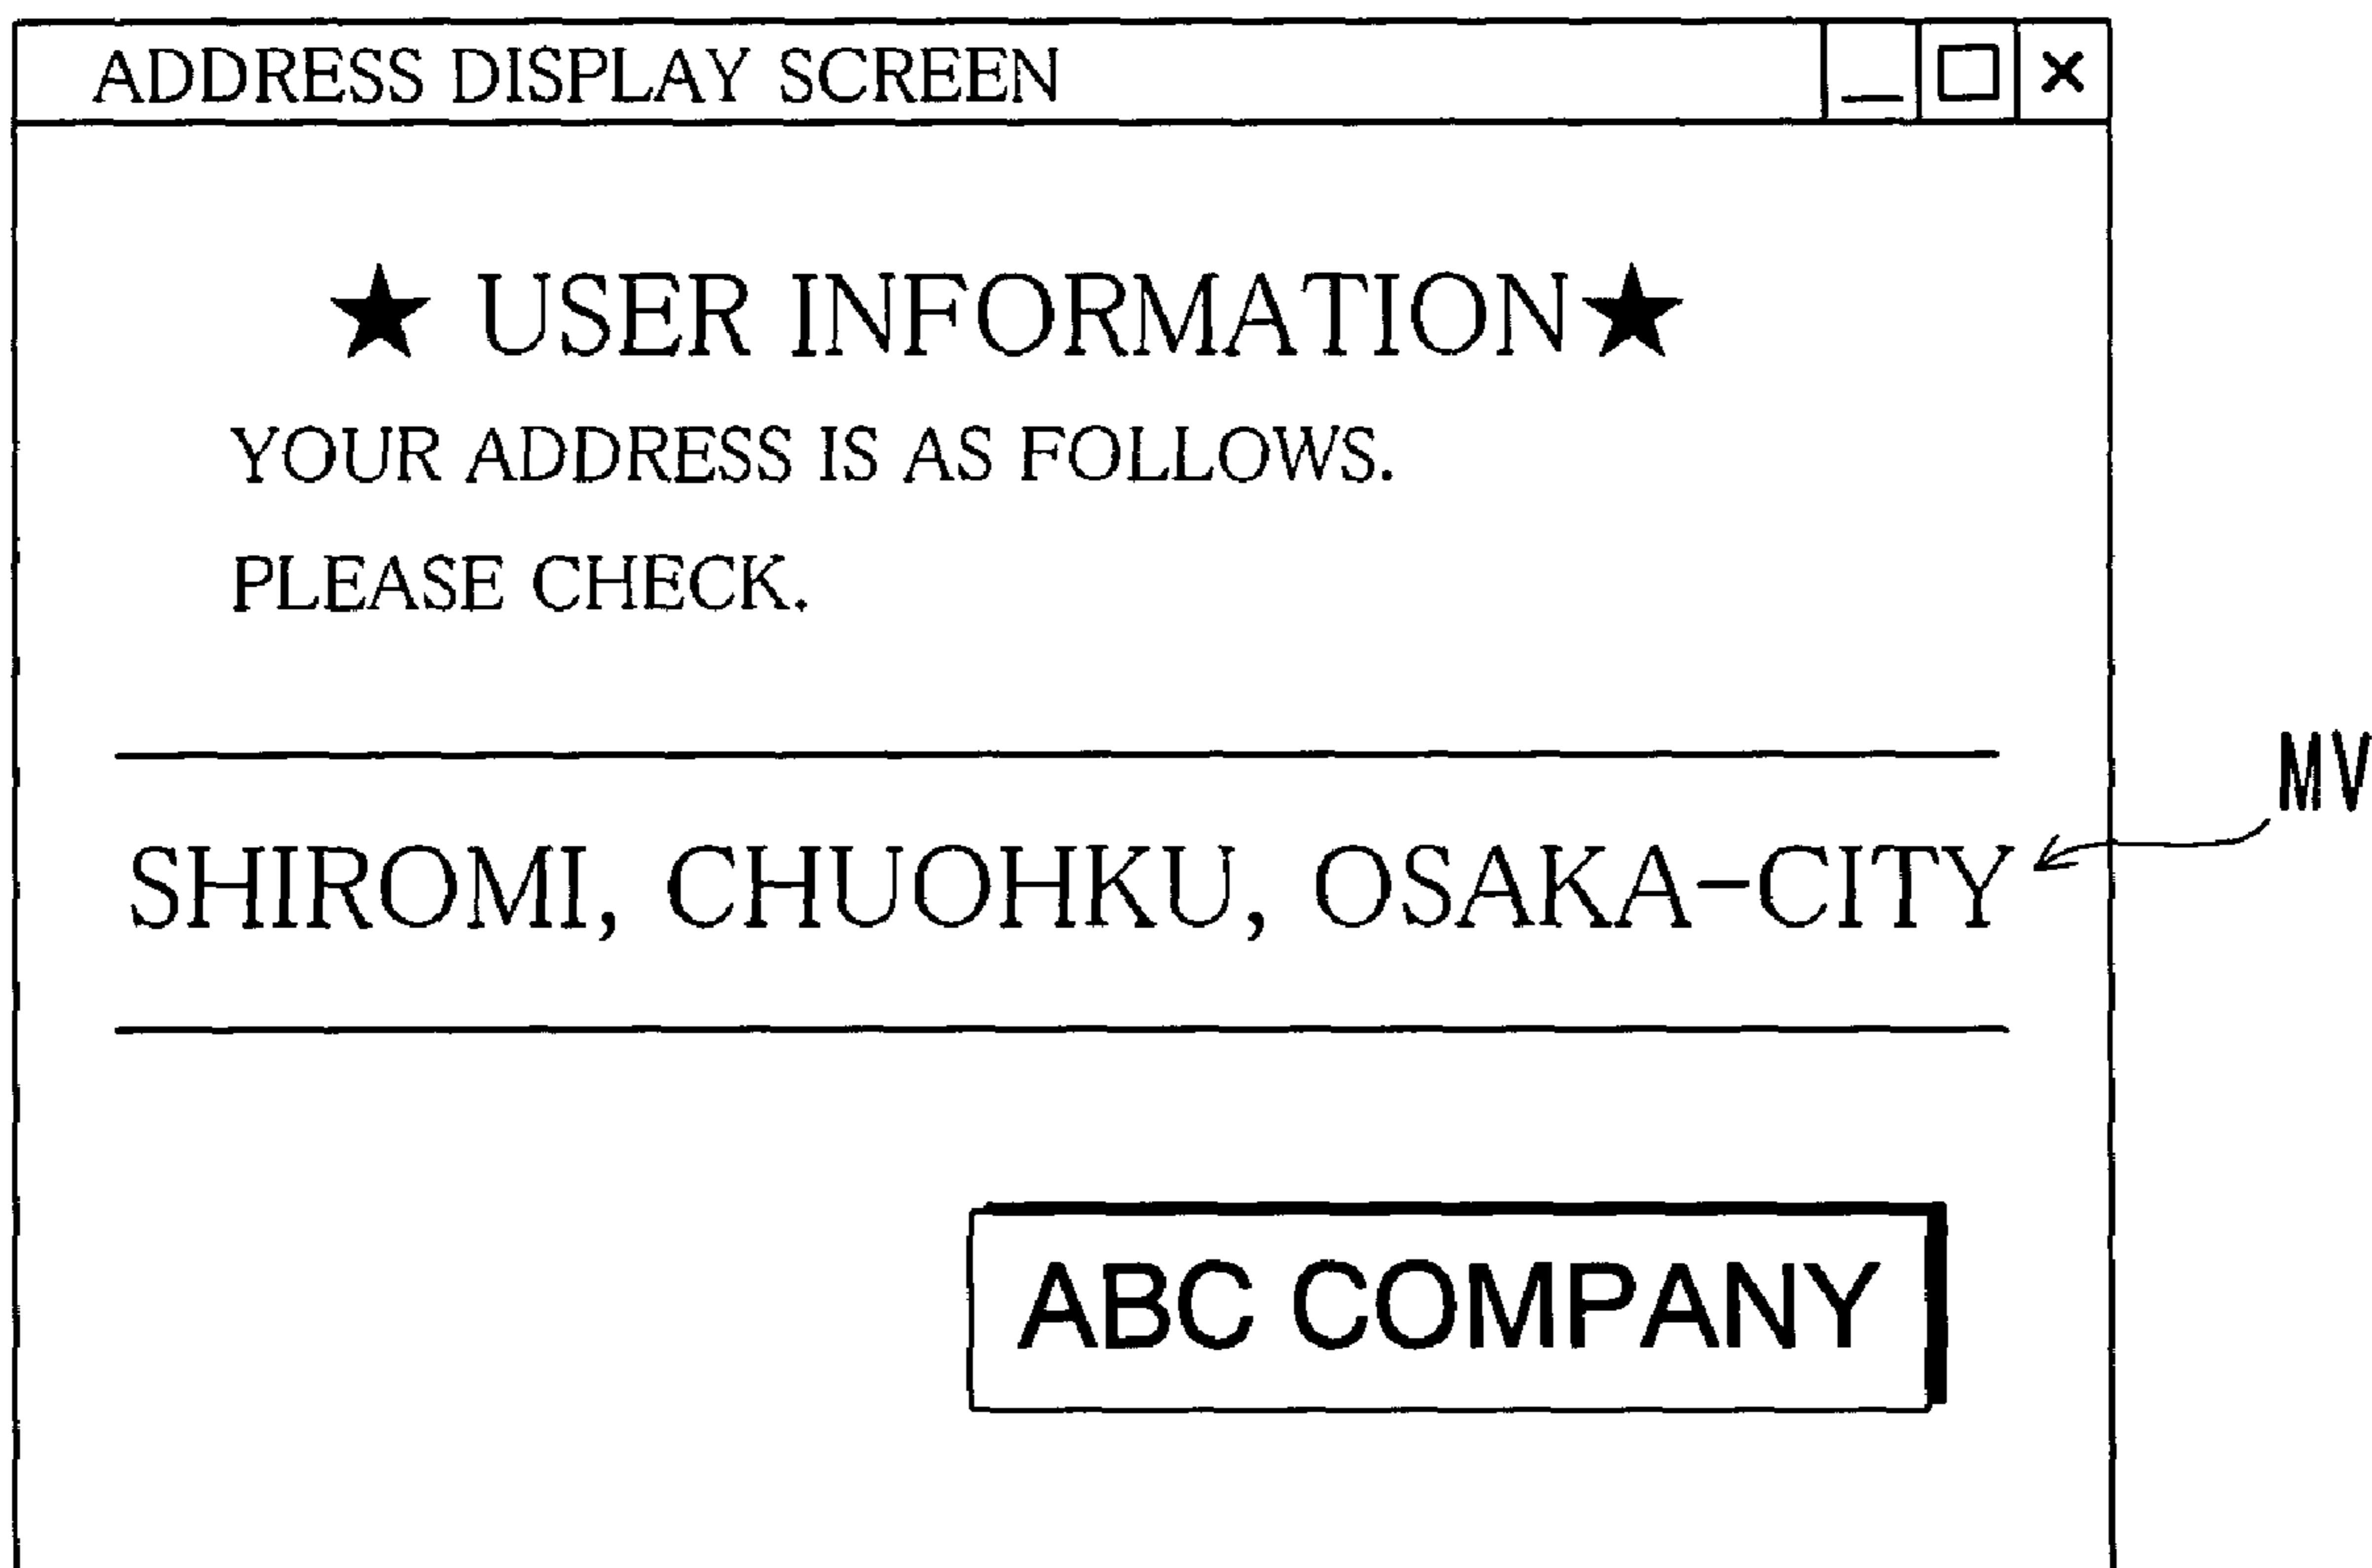 ADDRESS DISPLAY SCREEN
★ USER INFORMATION★
YOUR ADDRESS IS AS FOLLOWS.
PLEASE CHECK.
MV
SHIROMI, CHUOHKU, OSAKA-CITY
ABC COMPANY